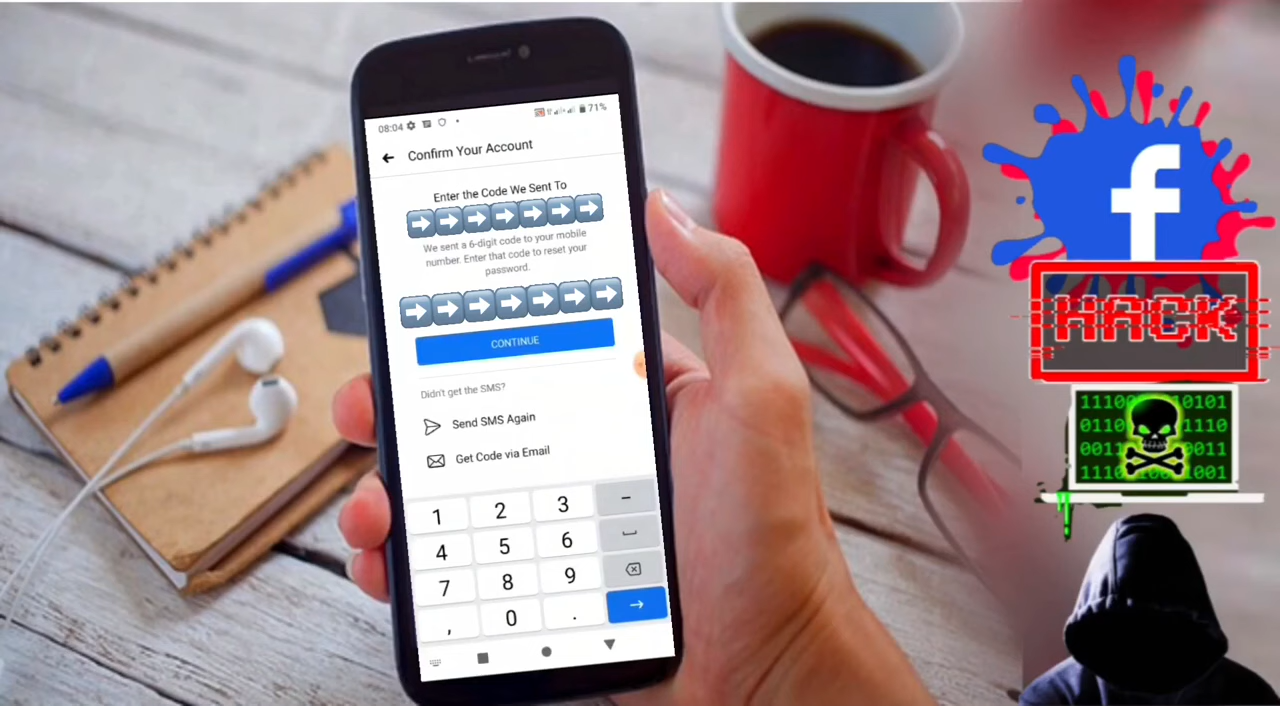 08:04
71%
Confirm Your Account
Enter the Code We Sent To
We sent a 6-digit code to your mobile
number. Enter that code to reset your
password.
CONTINUE
Didn't get the SMS?
Send SMS Again
Get Code via Email
1 2 3 -
4 5 6
7 8 9
, 0 .
f
HACK